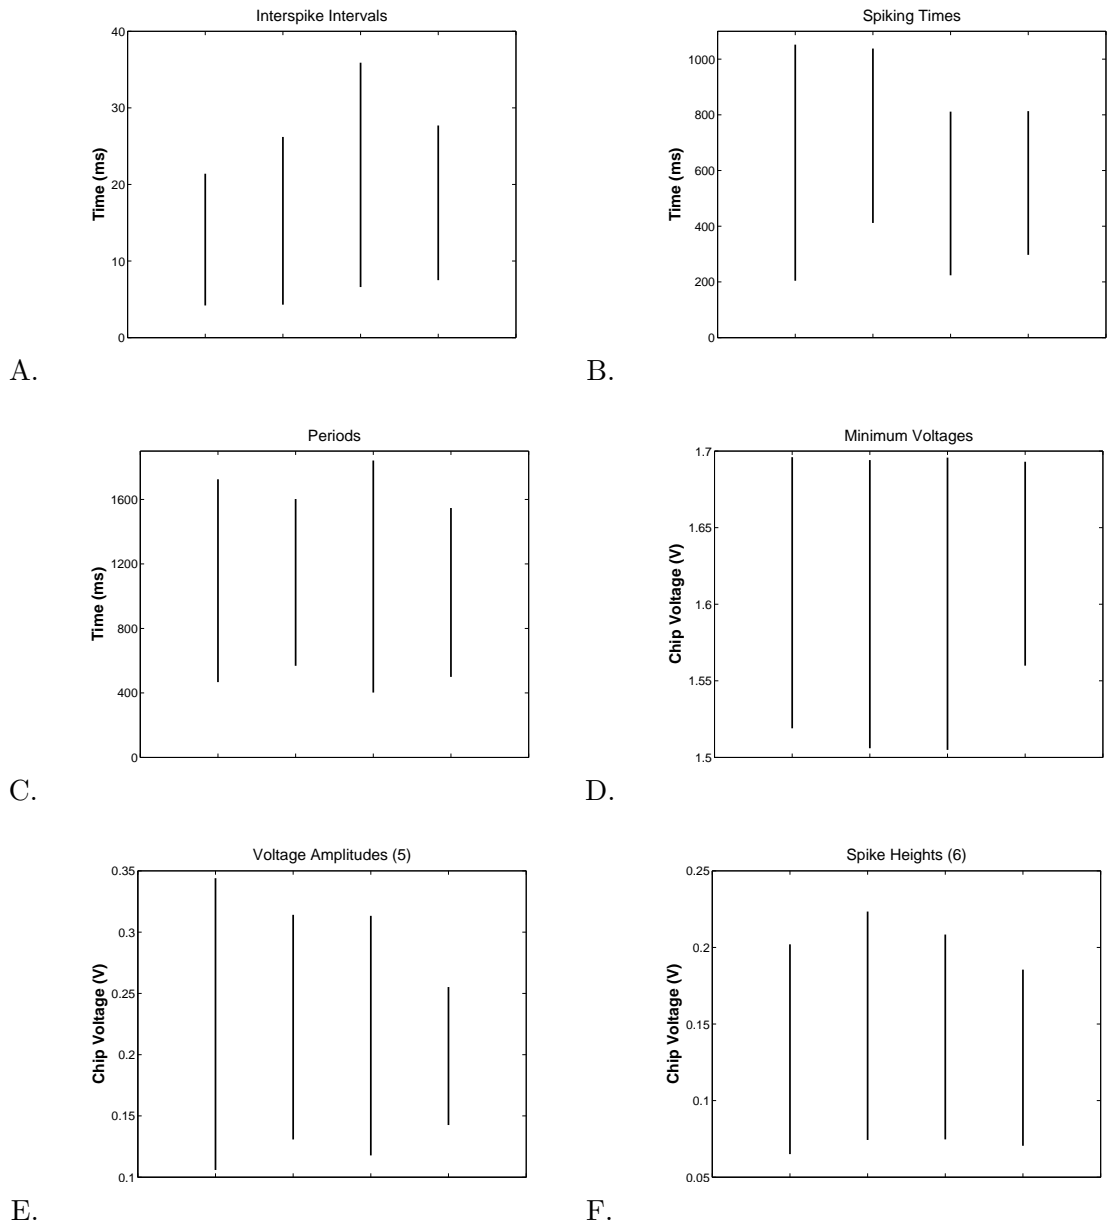 Interspike Intervals
40
30
20
10
0
Time (ms)
A.
Spiking Times
1000
800
600
400
200
0
Time (ms)
B.
Periods
1600
1200
800
400
0
Time (ms)
C.
Minimum Voltages
1.7
1.65
1.6
1.55
1.5
Chip Voltage (V)
D.
Voltage Amplitudes (5)
0.35
0.3
0.25
0.2
0.15
0.1
Chip Voltage (V)
E.
Spike Heights (6)
0.25
0.2
0.15
0.1
0.05
Chip Voltage (V)
F.